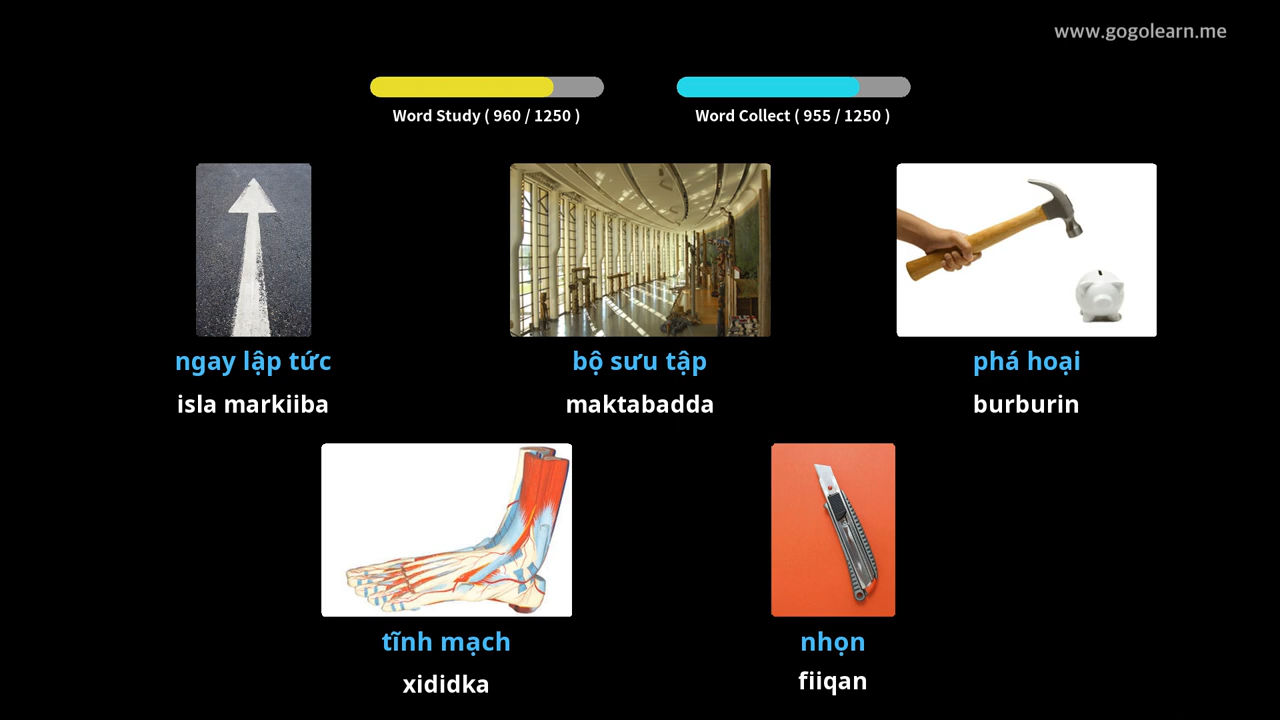 www.gogolearn.me
Word Study ( 960 / 1250 )
Word Collect ( 955 / 1250 )
ngay lập tức
bộ sưu tập
phá hoại
isla markiiba
maktabadda
burburin
tĩnh mạch
nhọn
xididka
fiiqan